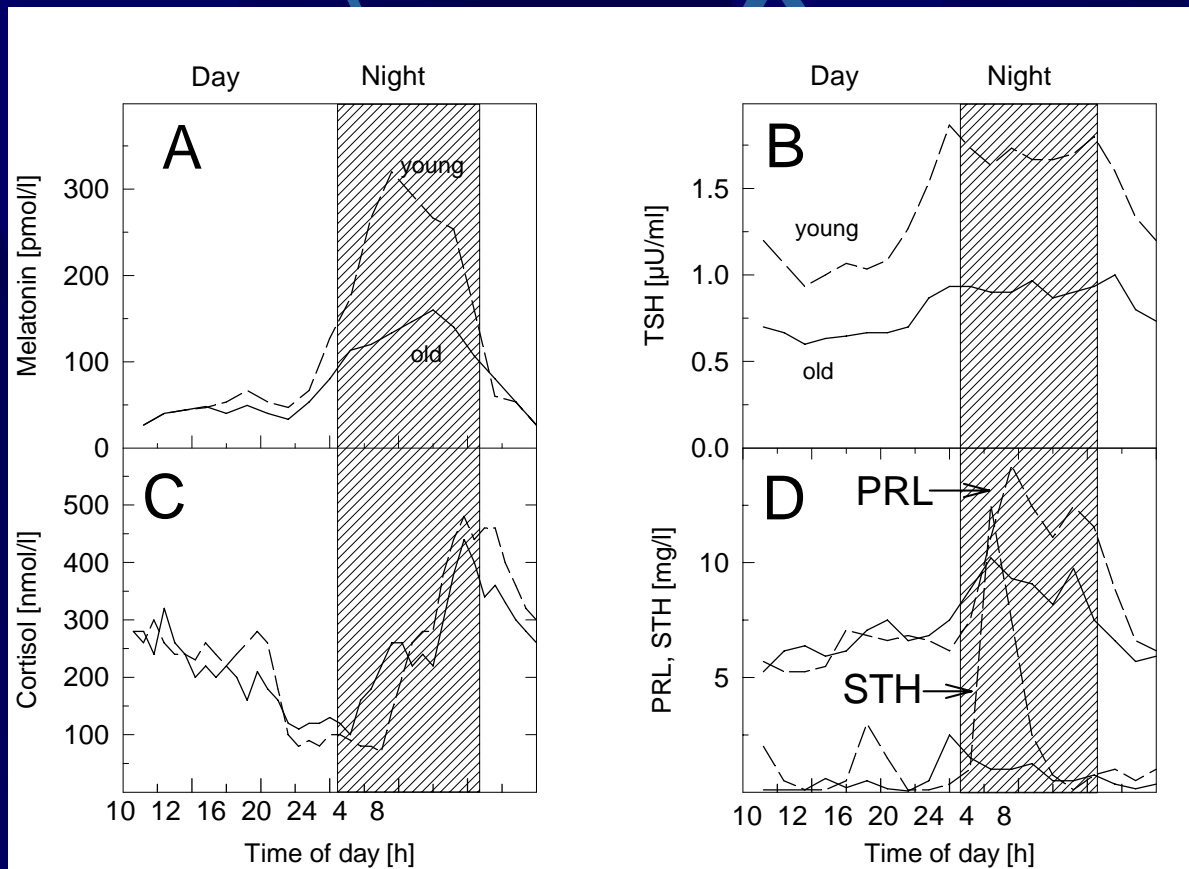 Day Night
Day Night
A
young
old
Melatonin [pmol/l]
300
200
100
0
B
young
old
TSH [µU/ml]
1.5
1.0
0.5
0.0
C
Cortisol [nmol/l]
500
400
300
200
100
10 12 16 20 24 4 8
Time of day [h]
D
PRL
STH
PRL, STH [mg/l]
10
5
10 12 16 20 24 4 8
Time of day [h]